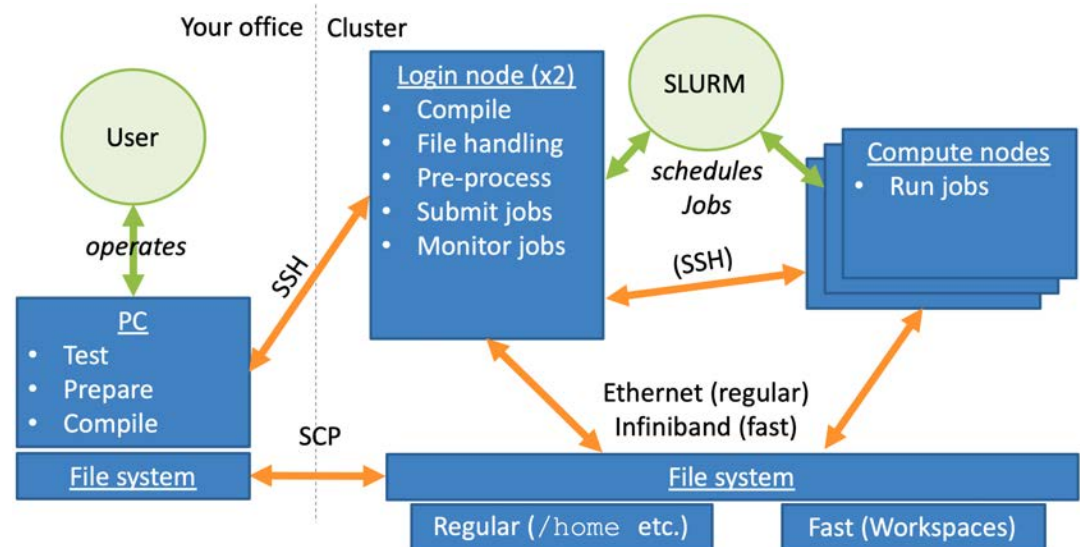 Your office
Cluster
User
operates
PC
• Test
• Prepare
• Compile
File system
SSH
SCP
Login node (x2)
• Compile
• File handling
• Pre-process
• Submit jobs
• Monitor jobs
SLURM
schedules
Jobs
Compute nodes
• Run jobs
(SSH)
Ethernet (regular)
Infiniband (fast)
File system
Regular (/home etc.)
Fast (Workspaces)